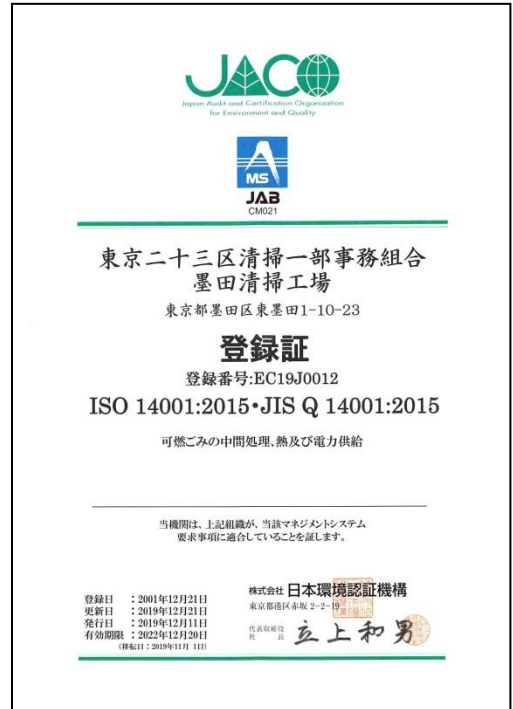 JACO
Japan Audit and Certification Organization
for Environment and Quality
MS
JAB
CM021
東京二十三区清掃一部事務組合
墨田清掃工場
東京都墨田区東墨田1-10-23
登録証
登録番号:EC19J0012
ISO 14001:2015・JIS Q 14001:2015
可燃ごみの中間処理、熱及び電力供給
当機関は、上記組織が、当該マネジメントシステム
要求事項に適合していることを証します。
登録日 :2001年12月21日
更新日 :2019年12月21日
発行日 :2019年12月11日
有効期限 :2022年12月20日
(移転日:2019年11月 1日)
株式会社 日本環境認証機構
東京都港区赤坂 2-2-19
代表取締役
社 長
立上和男